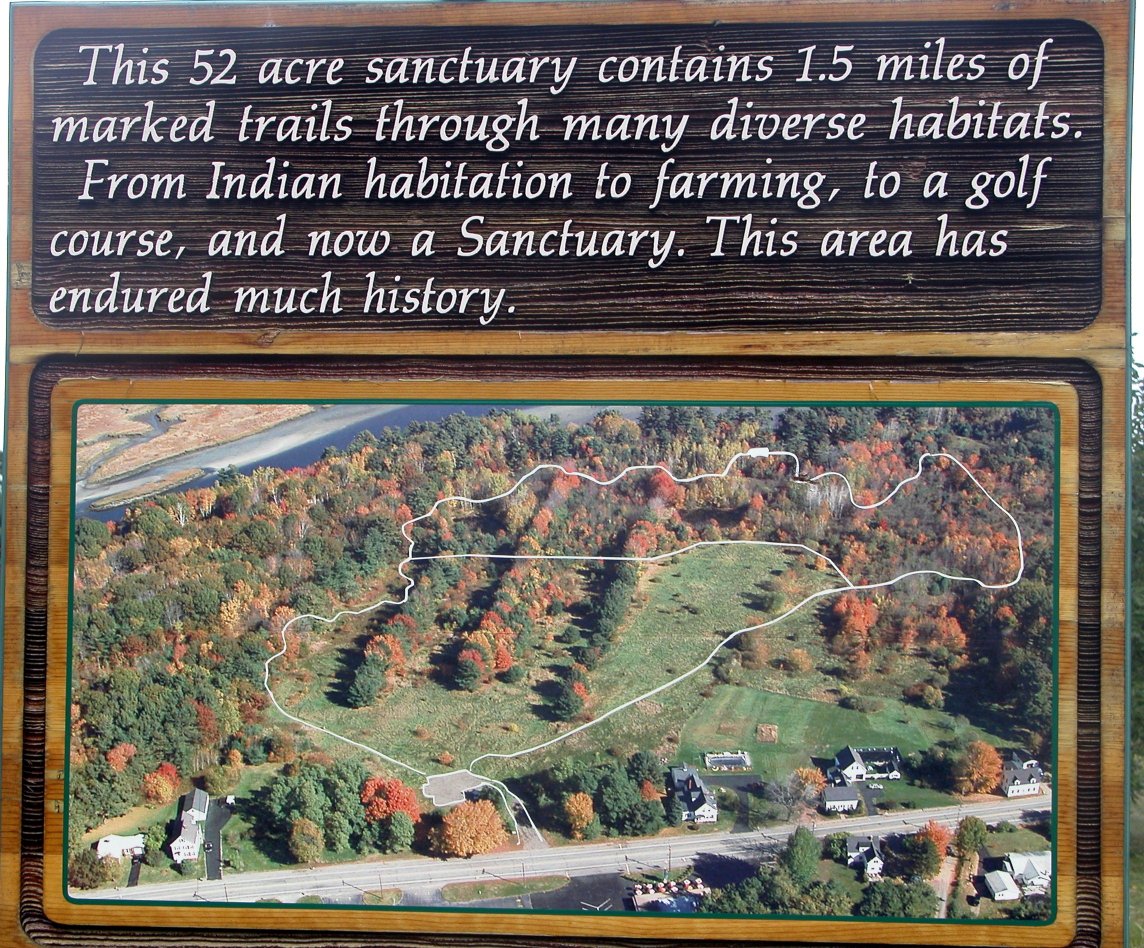 This 52 acre sanctuary contains 1.5 miles of
marked trails through many diverse habitats.
From Indian habitation to farming, to a golf
course, and now a Sanctuary. This area has
endured much history.